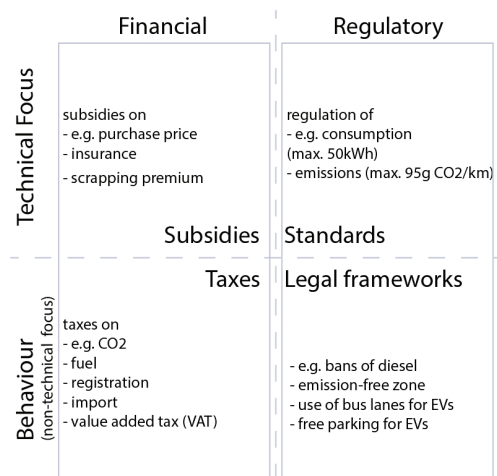 Financial
Regulatory
Technical Focus
subsidies on
- e.g. purchase price
- insurance
- scrapping premium
Subsidies
regulation of
- e.g. consumption
(max. 50kWh)
- emissions (max. 95g CO2/km)
Standards
Behaviour
(non-technical focus)
Taxes
taxes on
- e.g. CO2
- fuel
- registration
- import
- value added tax (VAT)
Legal frameworks
- e.g. bans of diesel
- emission-free zone
- use of bus lanes for EVs
- free parking for EVs